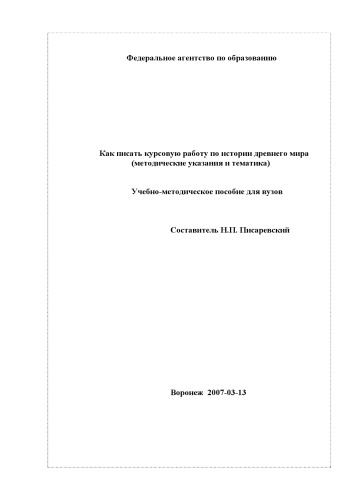 Федеральное агентство по образованию
Как писать курсовую работу по истории древнего мира
(методические указания и тематика)
Учебно-методическое пособие для вузов
Составитель Н.П. Писаревский
Воронеж 2007-03-13